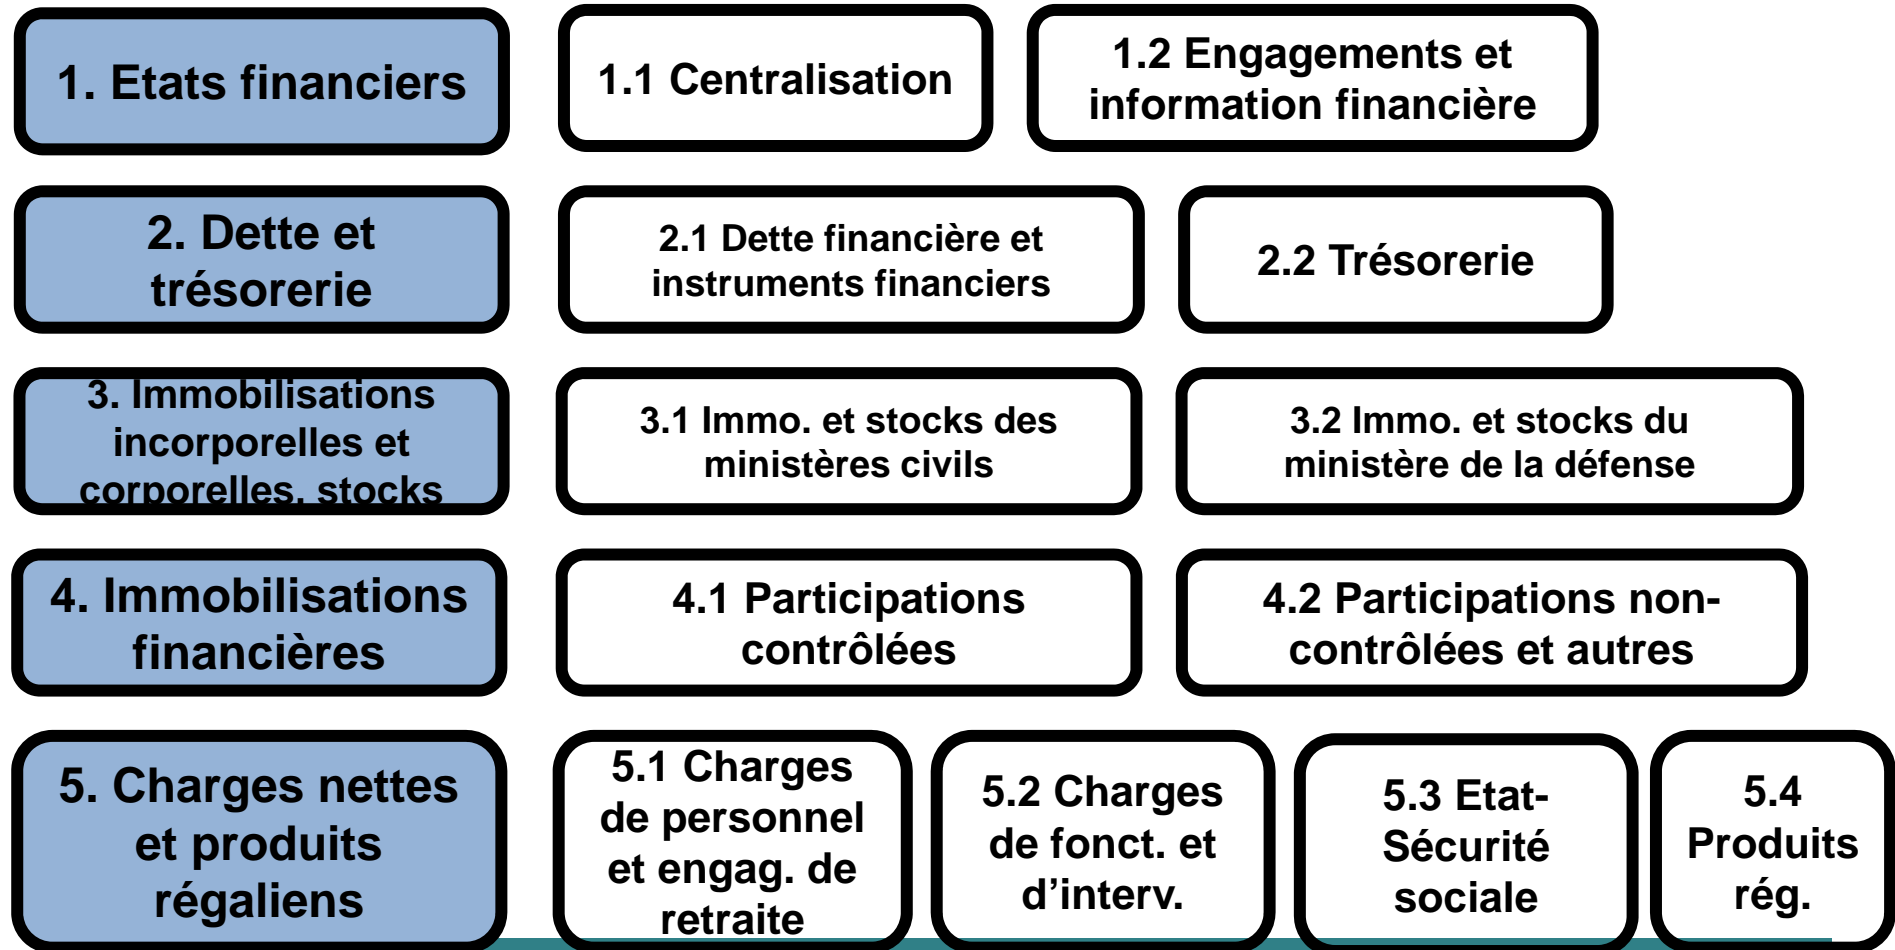 1. Etats financiers
1.1 Centralisation
1.2 Engagements et
information financière
2. Dette et
trésorerie
2.1 Dette financière et
instruments financiers
2.2 Trésorerie
3. Immobilisations
incorporelles et
corporelles, stocks
3.1 Immo. et stocks des
ministères civils
3.2 Immo. et stocks du
ministère de la défense
4. Immobilisations
financières
4.1 Participations
contrôlées
4.2 Participations non-
contrôlées et autres
5. Charges nettes
et produits
régaliens
5.1 Charges
de personnel
et engag. de
retraite
5.2 Charges
de fonct. et
d’interv.
5.3 Etat-
Sécurité
sociale
5.4
Produits
rég.